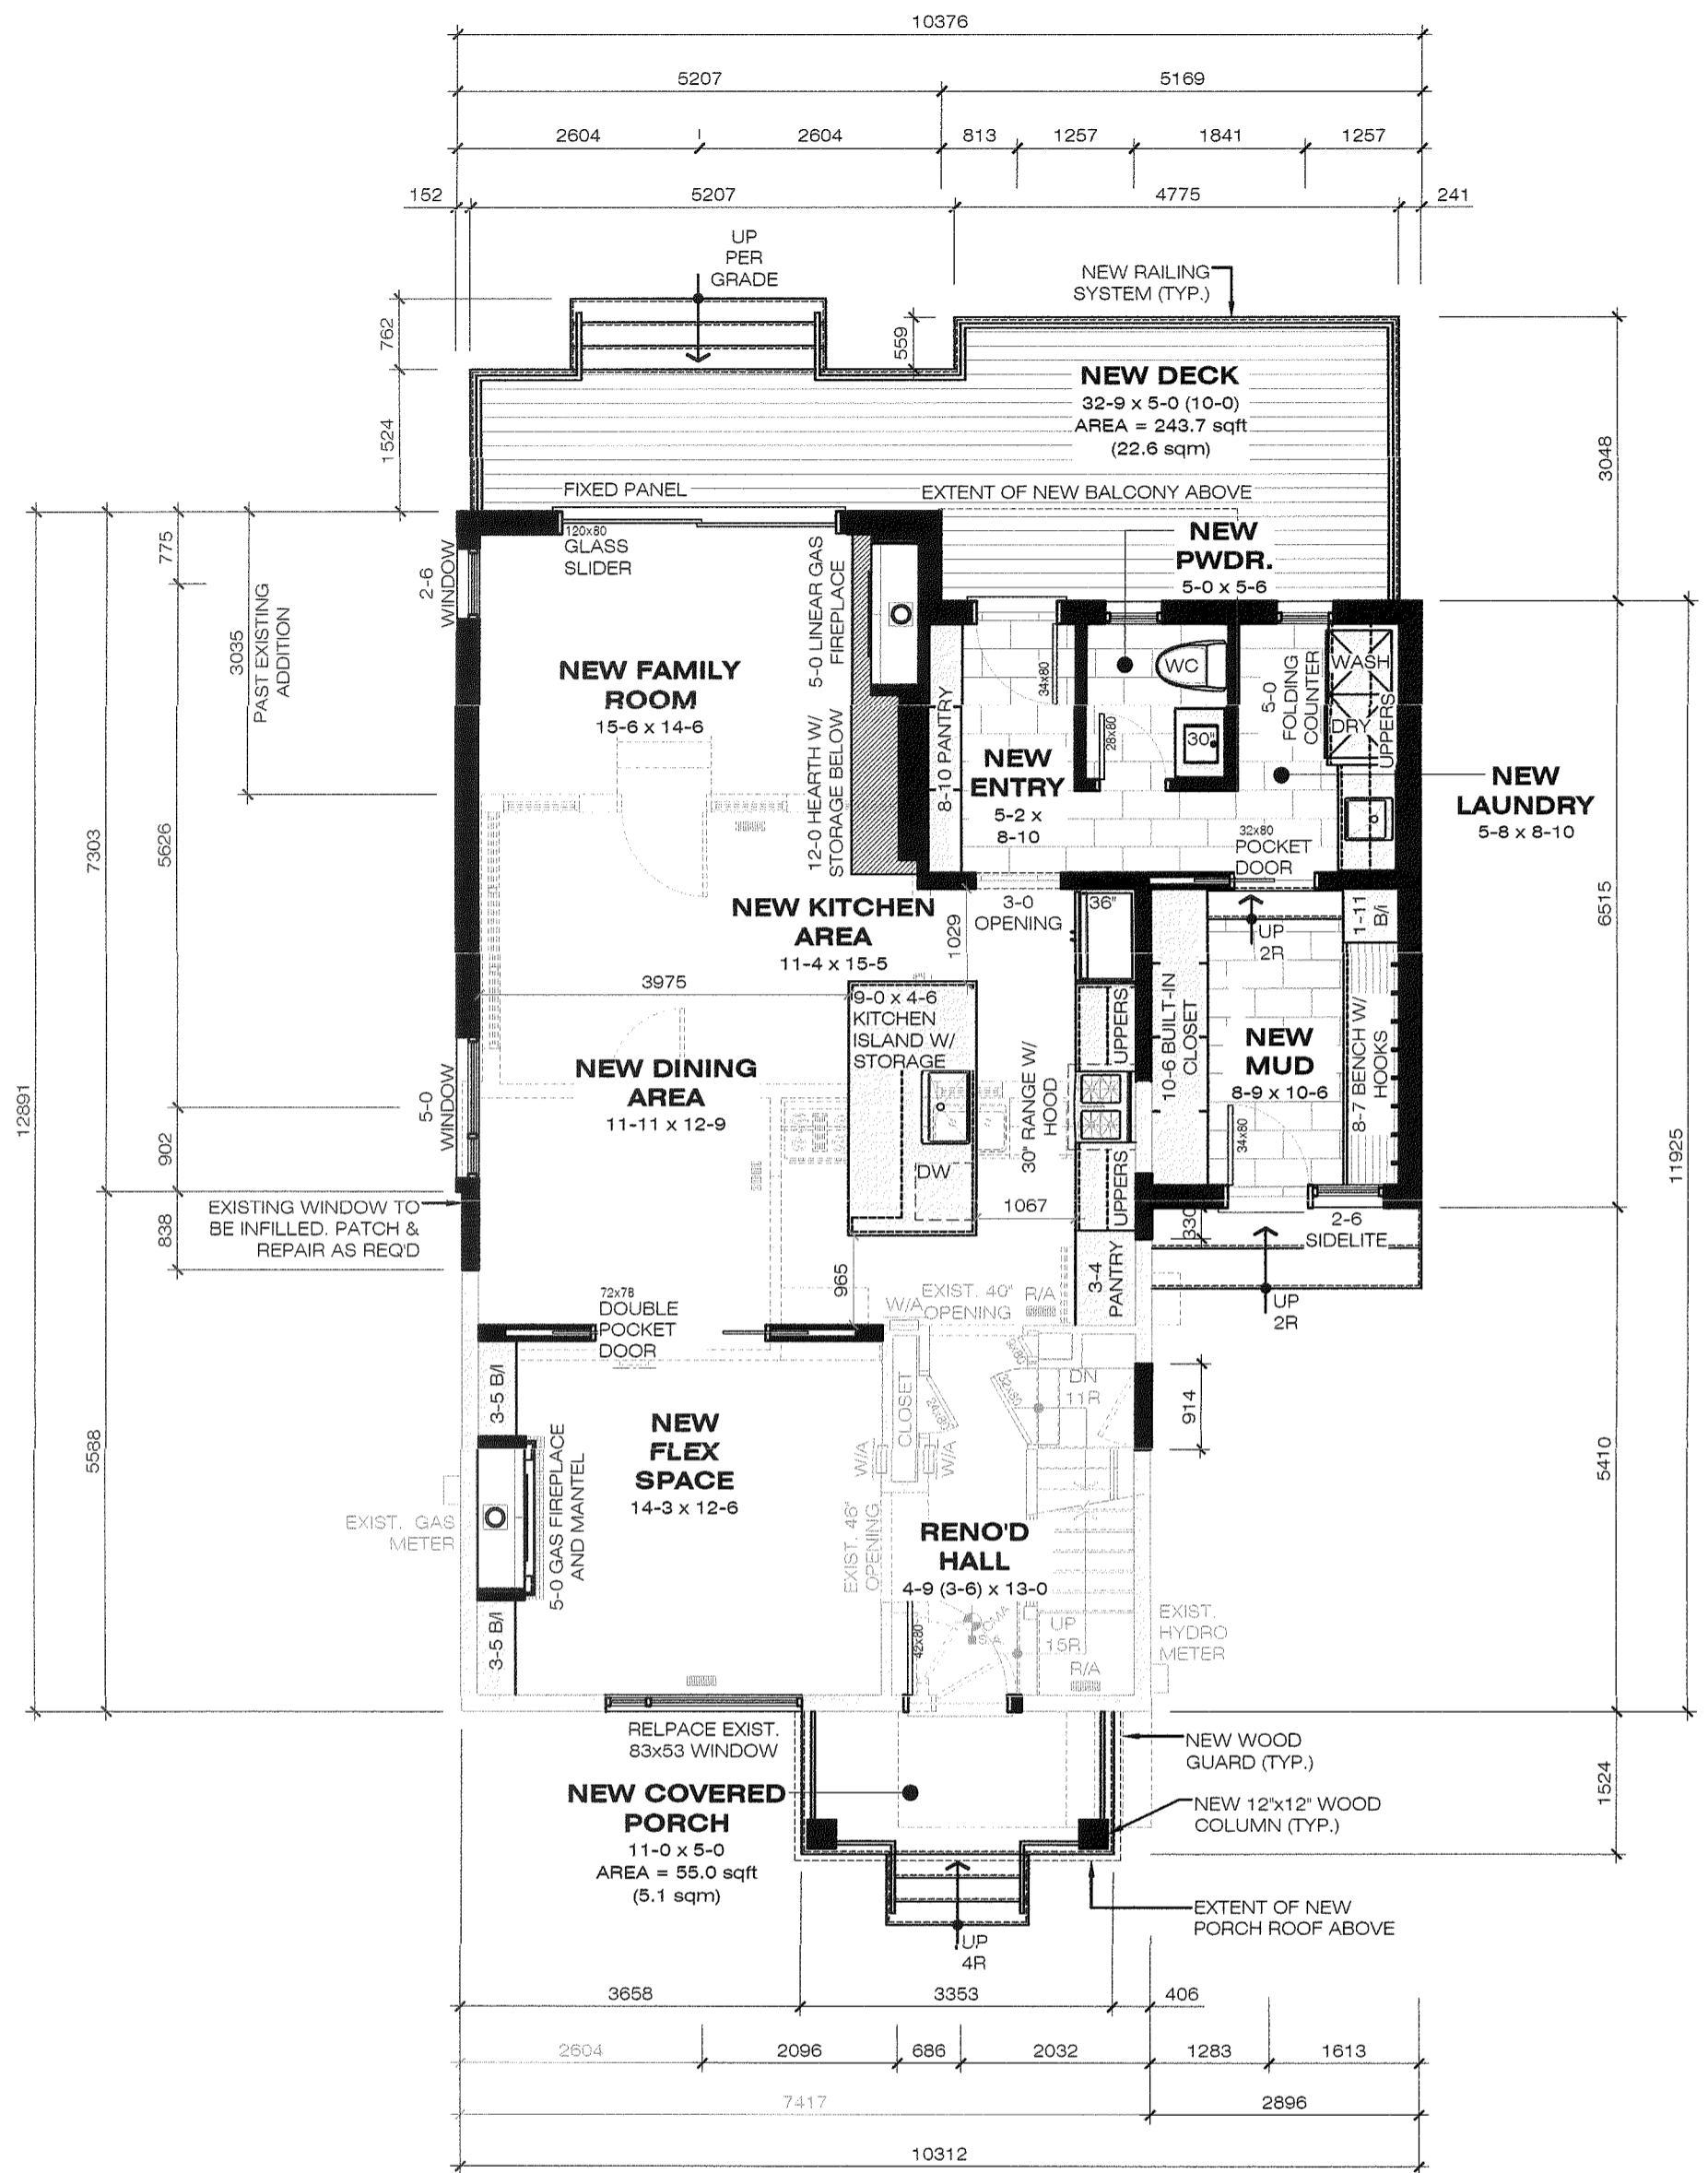 10376
5207
5169
2604
2604
813
1257
1841
1257
152
5207
4775
241
UP
PER
GRADE
NEW RAILING
SYSTEM (TYP.)
762
559
1524
3048
NEW DECK
32-9 x 5-0 (10-0)
AREA = 243.7 sqft
(22.6 sqm)
FIXED PANEL
EXTENT OF NEW BALCONY ABOVE
120x80
GLASS
SLIDER
NEW
PWDR.
5-0 x 5-6
775
2-6
WINDOW
3035
PAST EXISTING
ADDITION
5-0 LINEAR GAS
FIREPLACE
NEW FAMILY
ROOM
15-6 x 14-6
12-0 HEARTH W/
STORAGE BELOW
8-10 PANTRY
34x80
WC
28x80
30"
5-0
FOLDING
COUNTER
WASH
DRY
UPPERS
NEW
ENTRY
5-2 x
8-10
NEW
LAUNDRY
5-8 x 8-10
32x80
POCKET
DOOR
7303
5626
12891
NEW KITCHEN
AREA
11-4 x 15-5
1029
3-0
OPENING
36"
UP
2R
1-11
B/I
6515
3975
9-0 x 4-6
KITCHEN
ISLAND W/
STORAGE
UPPERS
10-6 BUILT-IN
CLOSET
NEW
MUD
8-9 x 10-6
8-7 BENCH W/
HOOKS
34x80
NEW DINING
AREA
11-11 x 12-9
5-0
WINDOW
30" RANGE W/
HOOD
DW
UPPERS
1067
902
838
11925
EXISTING WINDOW TO
BE INFILLED. PATCH &
REPAIR AS REQ'D
330
2-6
SIDELITE
3-4
PANTRY
965
EXIST. 40"
OPENING
W/A
R/A
UP
2R
72x78
DOUBLE
POCKET
DOOR
3-5 B/I
CLOSET
24x80
32x80
DN
11R
914
NEW
FLEX
SPACE
14-3 x 12-6
5588
5410
W/A
W/A
5-0 GAS FIREPLACE
AND MANTEL
EXIST. GAS
METER
EXIST. 46"
OPENING
RENO'D
HALL
4-9 (3-6) x 13-0
3-5 B/I
42x80
CMA
S.A.
UP
15R
R/A
EXIST.
HYDRO
METER
RELPACE EXIST.
83x53 WINDOW
NEW WOOD
GUARD (TYP.)
1524
NEW COVERED
PORCH
11-0 x 5-0
AREA = 55.0 sqft
(5.1 sqm)
NEW 12"x12" WOOD
COLUMN (TYP.)
EXTENT OF NEW
PORCH ROOF ABOVE
UP
4R
3658
3353
406
2604
2096
686
2032
1283
1613
7417
2896
10312